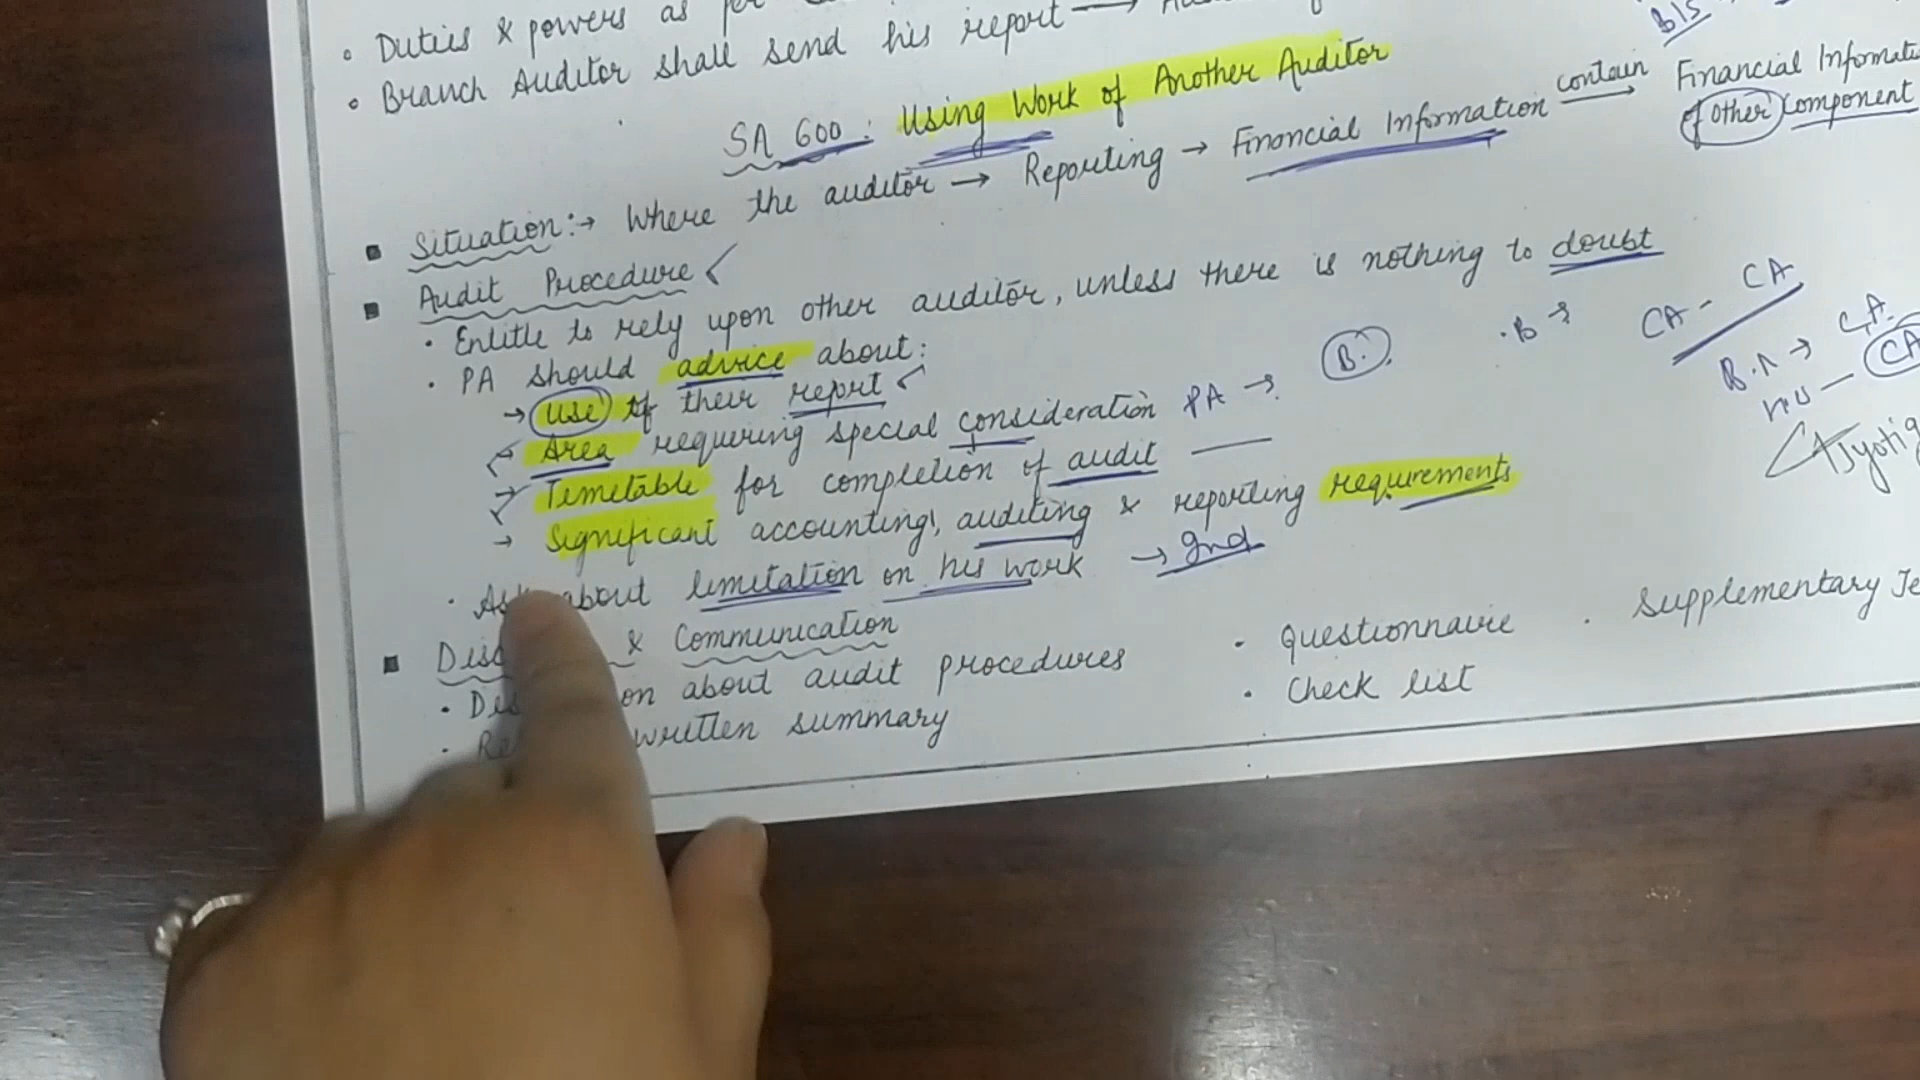 • Duties & powers as per
• Branch Auditor shall send his report →
B/S
SA 600 : Using Work of Another Auditor
▪ Situation:→ Where the auditor → Reporting → Financial Information contain → Financial
of Other Component
▪ Audit Procedure
• Entitle to rely upon other auditor, unless there is nothing to doubt
• PA should advice about:
→ Use of their report
→ Area requering special consideration PA → B.
• B →
CA - CA
→ Timetable for completion of audit
→ Significant accounting, auditing & reporting requirements
• Ask about limitation on his work →
▪ & Communication
• about audit procedures
• written summary
• Questionnaire
• Check list
• Supplementary